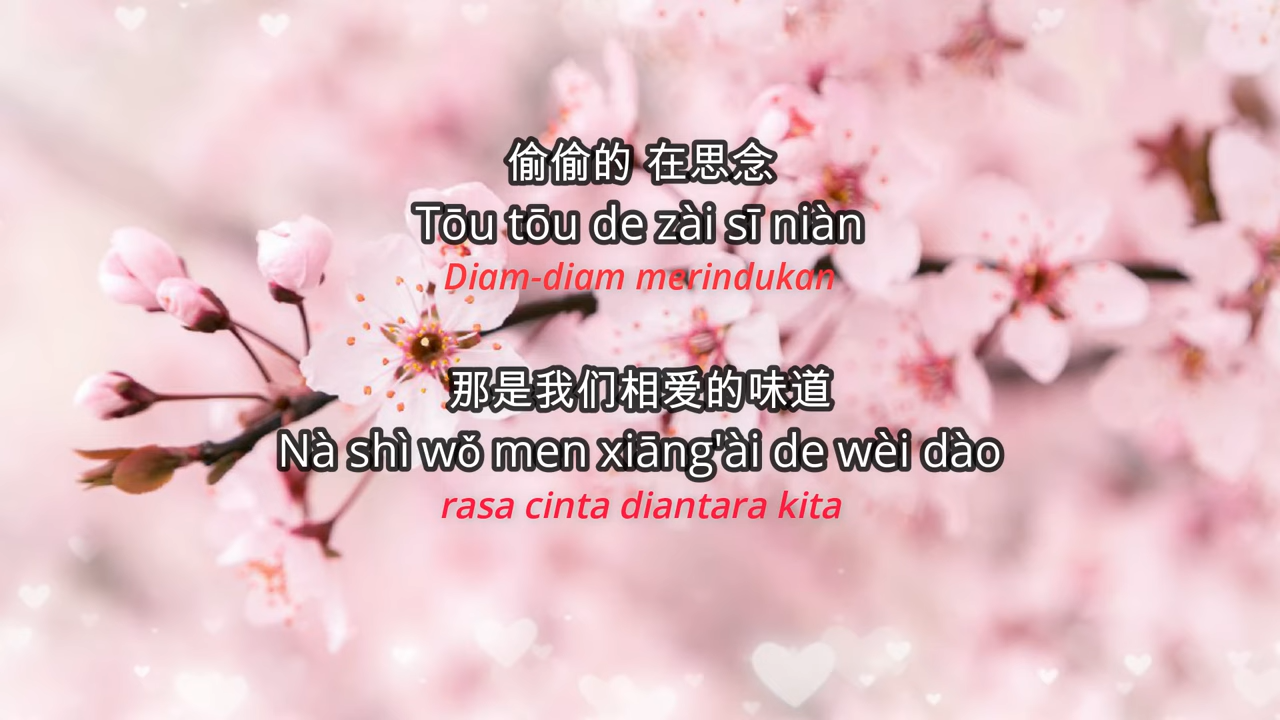 偷偷的 在思念
Tōu tōu de zài sī niàn
Diam-diam merindukan
那是我们相爱的味道
Nà shì wǒ men xiāng'ài de wèi dào
rasa cinta diantara kita